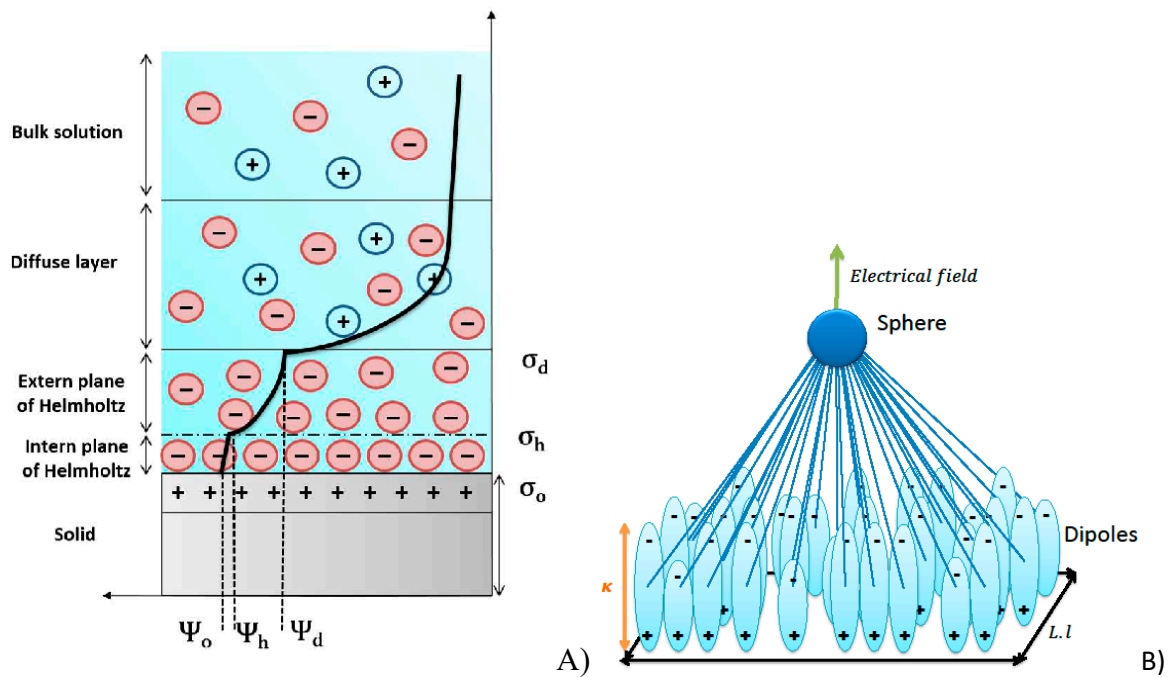 Bulk solution
Diffuse layer
Extern plane
of Helmholtz
Intern plane
of Helmholtz
Solid
σd
σh
σo
Ψo Ψh Ψd
A)
Electrical field
Sphere
Dipoles
κ
L.l
B)